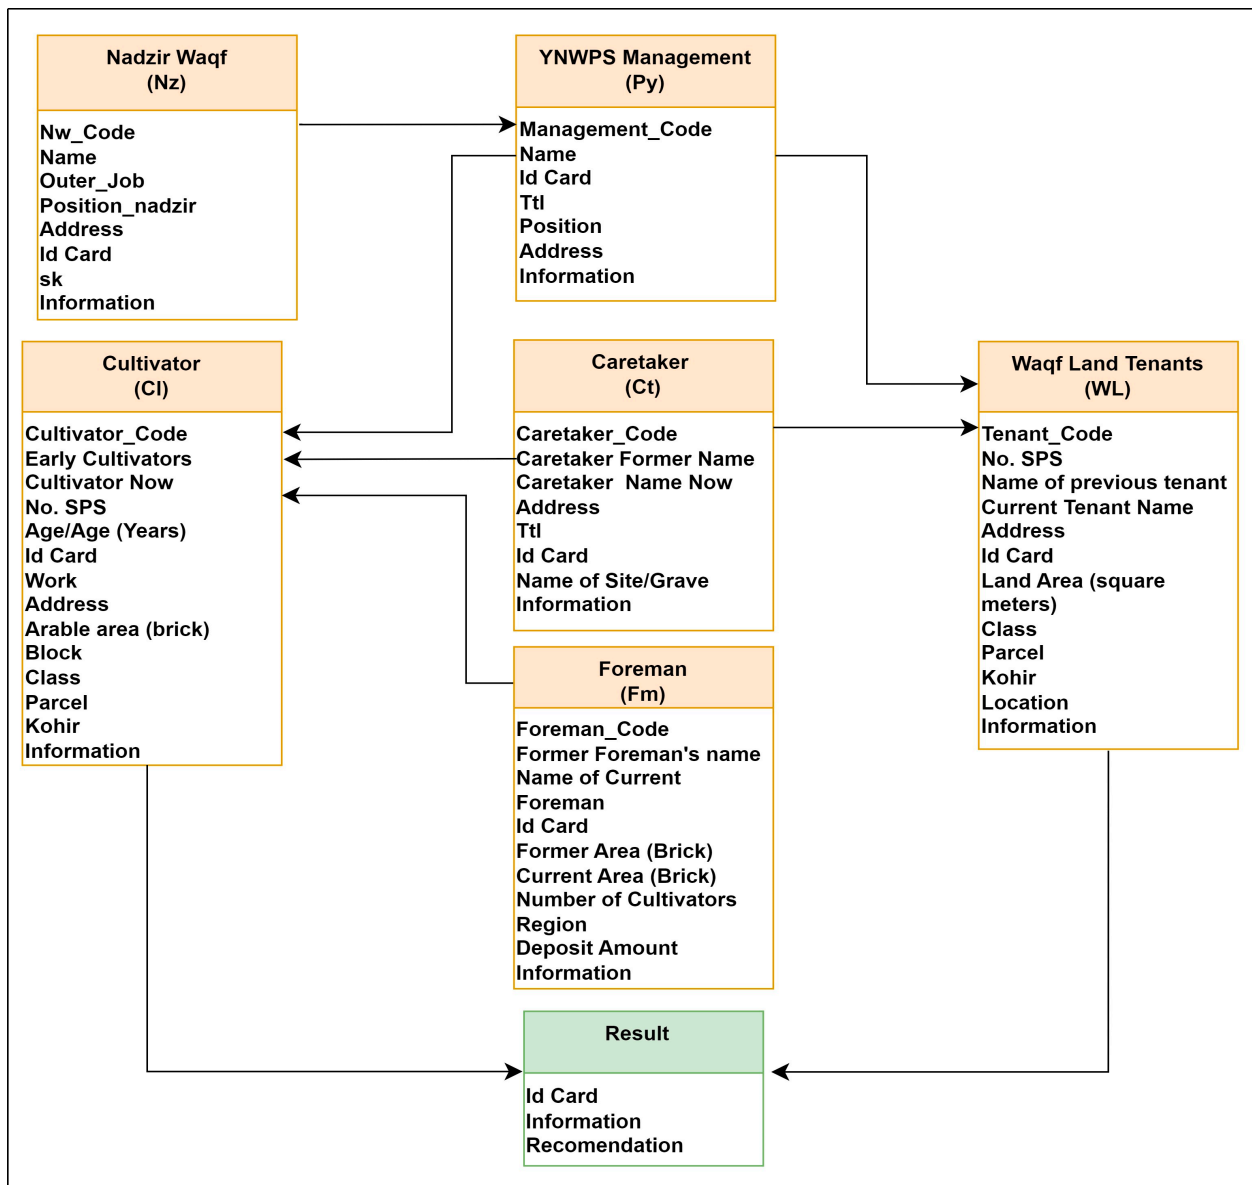 Nadzir Waqf
(Nz)
Nw_Code
Name
Outer_Job
Position_nadzir
Address
Id Card
sk
Information
YNWPS Management
(Py)
Management_Code
Name
Id Card
Ttl
Position
Address
Information
Cultivator
(Cl)
Cultivator_Code
Early Cultivators
Cultivator Now
No. SPS
Age/Age (Years)
Id Card
Work
Address
Arable area (brick)
Block
Class
Parcel
Kohir
Information
Caretaker
(Ct)
Caretaker_Code
Caretaker Former Name
Caretaker  Name Now
Address
Ttl
Id Card
Name of Site/Grave
Information
Waqf Land Tenants
(WL)
Tenant_Code
No. SPS
Name of previous tenant
Current Tenant Name
Address
Id Card
Land Area (square
meters)
Class
Parcel
Kohir
Location
Information
Foreman
(Fm)
Foreman_Code
Former Foreman's name
Name of Current
Foreman
Id Card
Former Area (Brick)
Current Area (Brick)
Number of Cultivators
Region
Deposit Amount
Information
Result
Id Card
Information
Recomendation